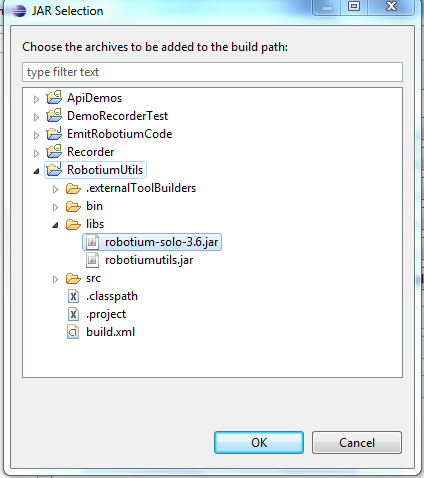 JAR Selection
Choose the archives to be added to the build path:
type filter text
ApiDemos
DemoRecorderTest
EmitRobotiumCode
Recorder
RobotiumUtils
.externalToolBuilders
bin
libs
robotium-solo-3.6.jar
robotiumutils.jar
src
.classpath
.project
build.xml
OK
Cancel